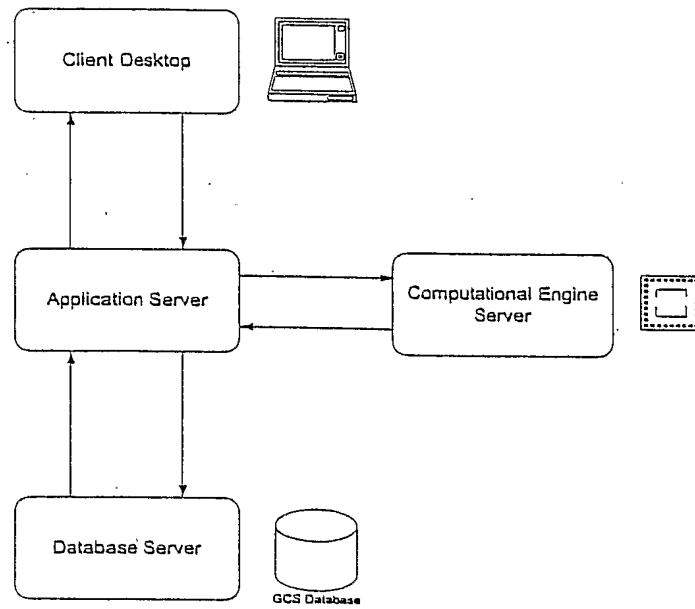 Client Desktop
Application Server
Computational Engine
Server
Database Server
GCS Database